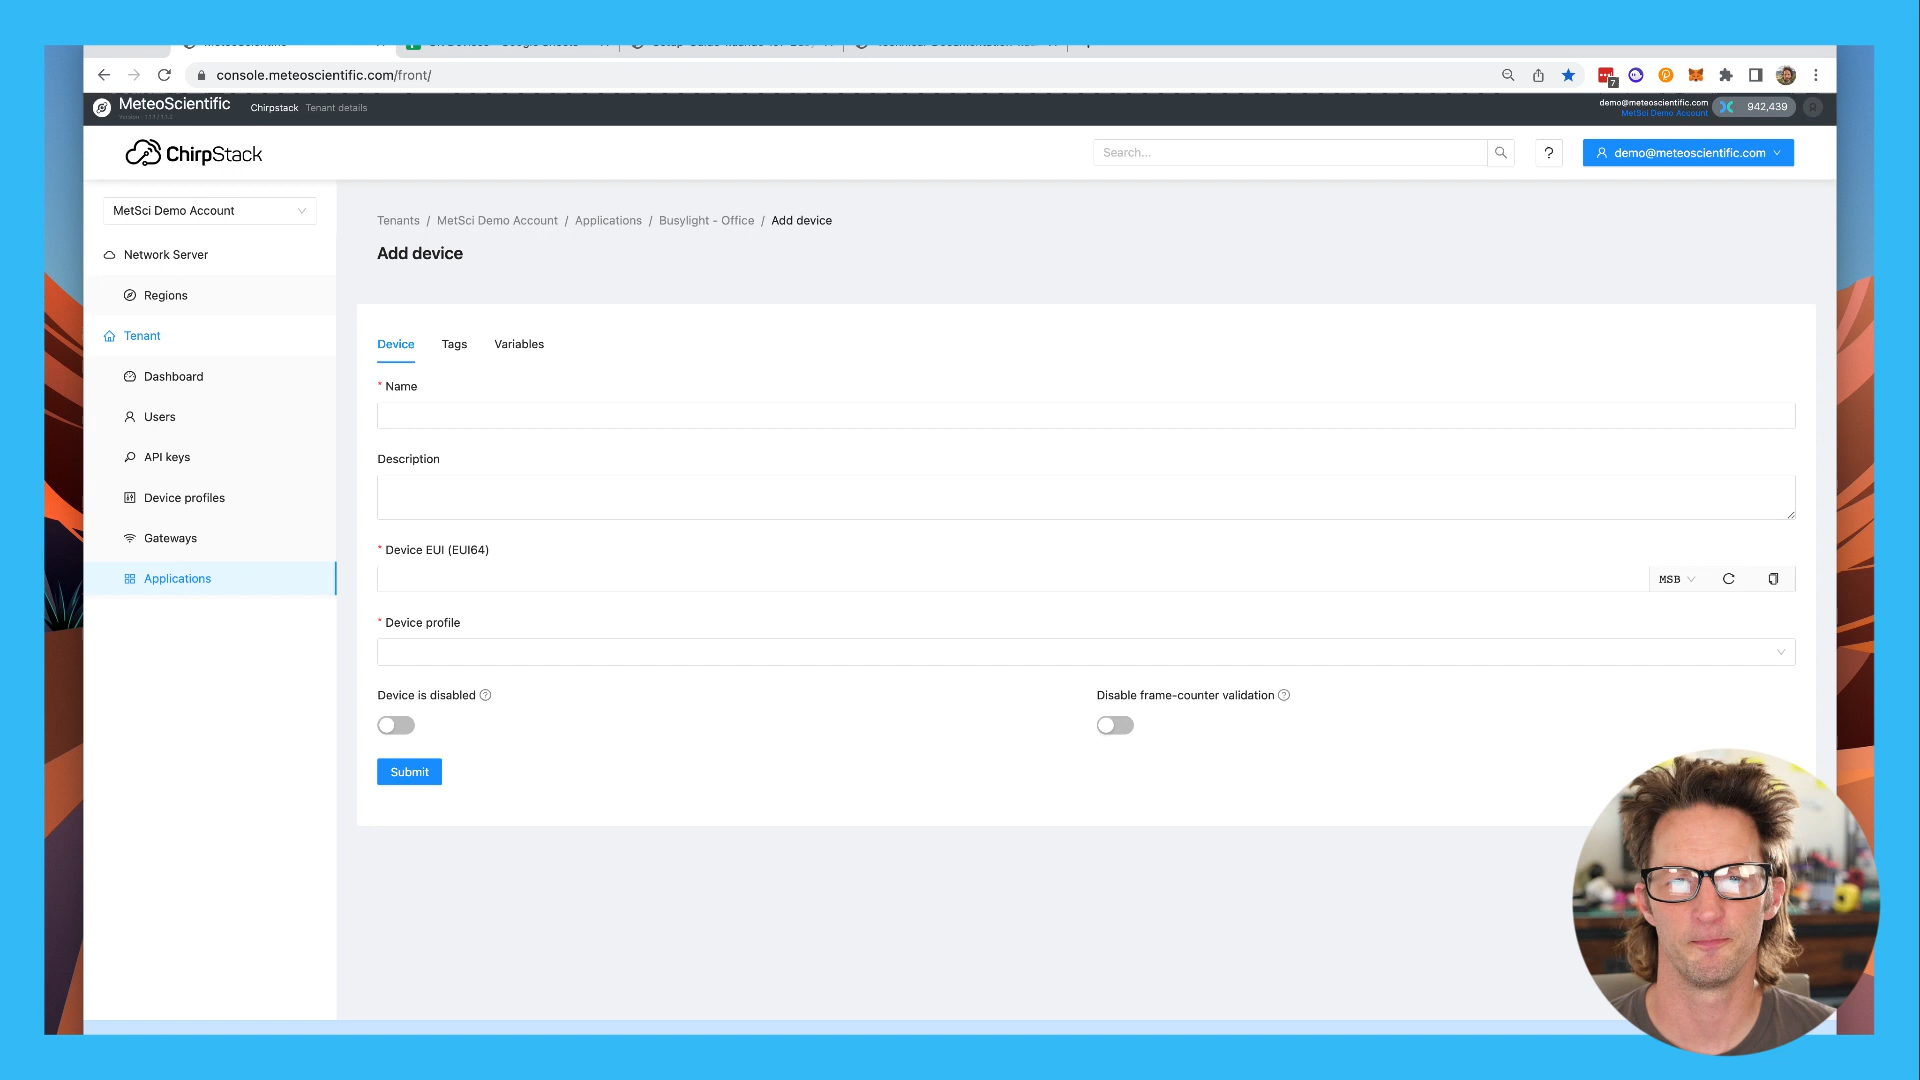 console.meteoscientific.com/front/
7
MeteoScientific
Chirpstack
Tenant details
demo@meteoscientific.com
MetSci Demo Account
942,439
ChirpStack
Search...
?
demo@meteoscientific.com
MetSci Demo Account
Network Server
Regions
Tenant
Dashboard
Users
API keys
Device profiles
Gateways
Applications
Tenants / MetSci Demo Account / Applications / Busylight - Office / Add device
Add device
Device
Tags
Variables
* Name
Description
* Device EUI (EUI64)
MSB
* Device profile
Device is disabled
Disable frame-counter validation
Submit